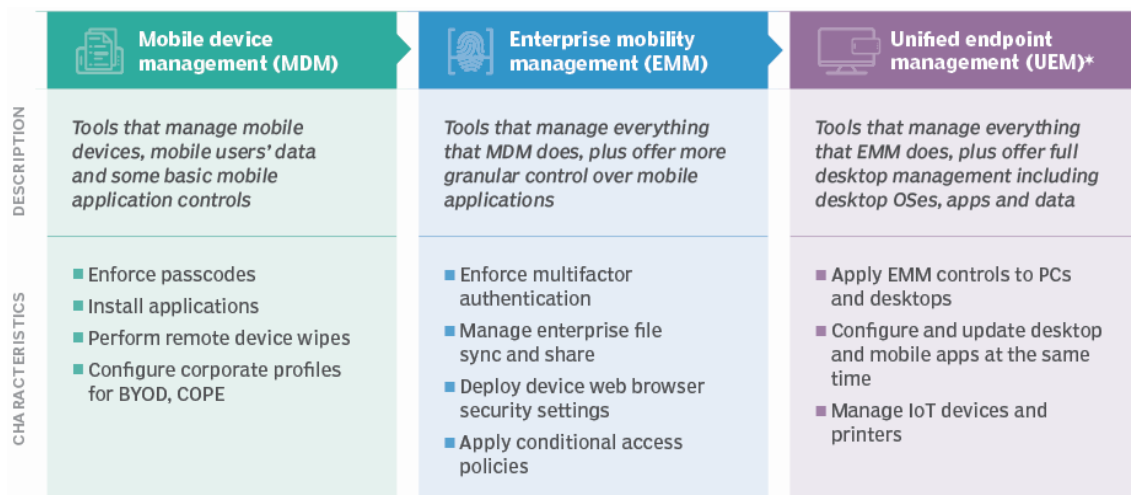 Mobile device
management (MDM)
Enterprise mobility
management (EMM)
Unified endpoint
management (UEM)*
DESCRIPTION
Tools that manage mobile
devices, mobile users’ data
and some basic mobile
application controls
Tools that manage everything
that MDM does, plus offer more
granular control over mobile
applications
Tools that manage everything
that EMM does, plus offer full
desktop management including
desktop OSes, apps and data
CHARACTERISTICS
■ Enforce passcodes
■ Install applications
■ Perform remote device wipes
■ Configure corporate profiles
for BYOD, COPE
■ Enforce multifactor
authentication
■ Manage enterprise file
sync and share
■ Deploy device web browser
security settings
■ Apply conditional access
policies
■ Apply EMM controls to PCs
and desktops
■ Configure and update desktop
and mobile apps at the same
time
■ Manage IoT devices and
printers